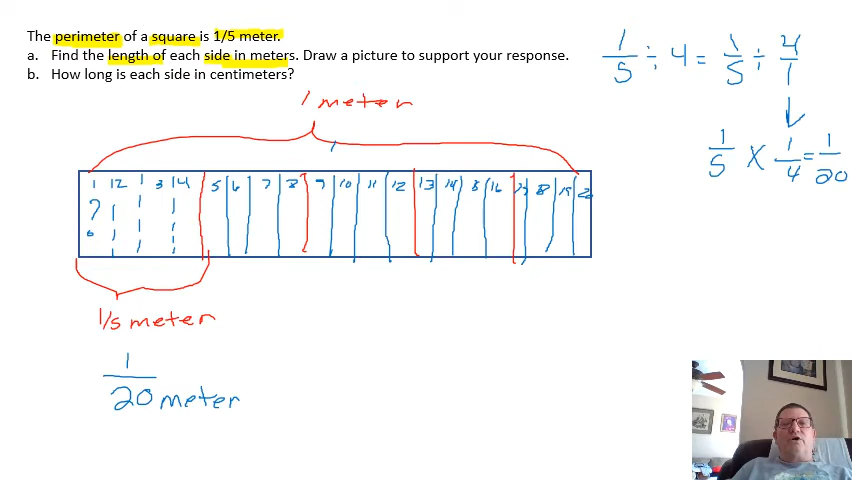 The perimeter of a square is 1/5 meter.
a. Find the length of each side in meters. Draw a picture to support your response.
b. How long is each side in centimeters?
1/5 ÷ 4 = 1/5 ÷ 4/1
1/5 X 1/4 = 1/20
1 meter
1 2 3 4 5 6 7 8 9 10 11 12 13 14 15 16 17 18 19 20
?
1/5 meter
1/20 meter